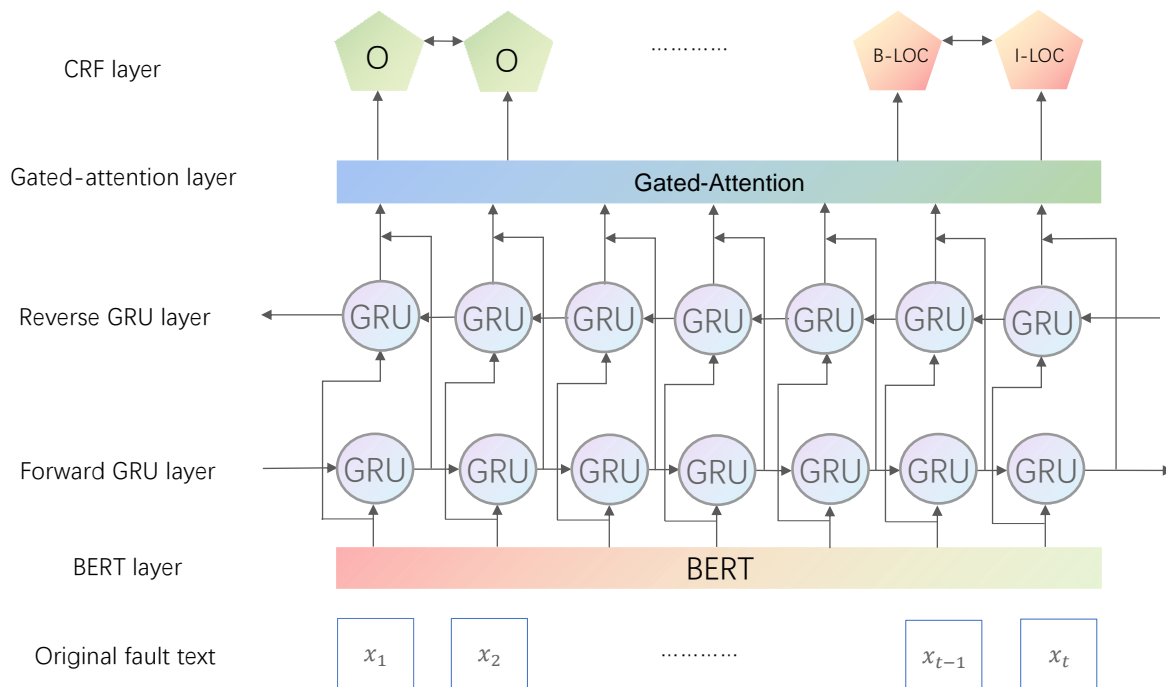 CRF layer O O ………… B-LOC I-LOC
Gated-attention layer Gated-Attention
Reverse GRU layer GRU GRU GRU GRU GRU GRU GRU
Forward GRU layer GRU GRU GRU GRU GRU GRU GRU
BERT layer BERT
Original fault text x₁ x₂ ………… xₜ₋₁ xₜ